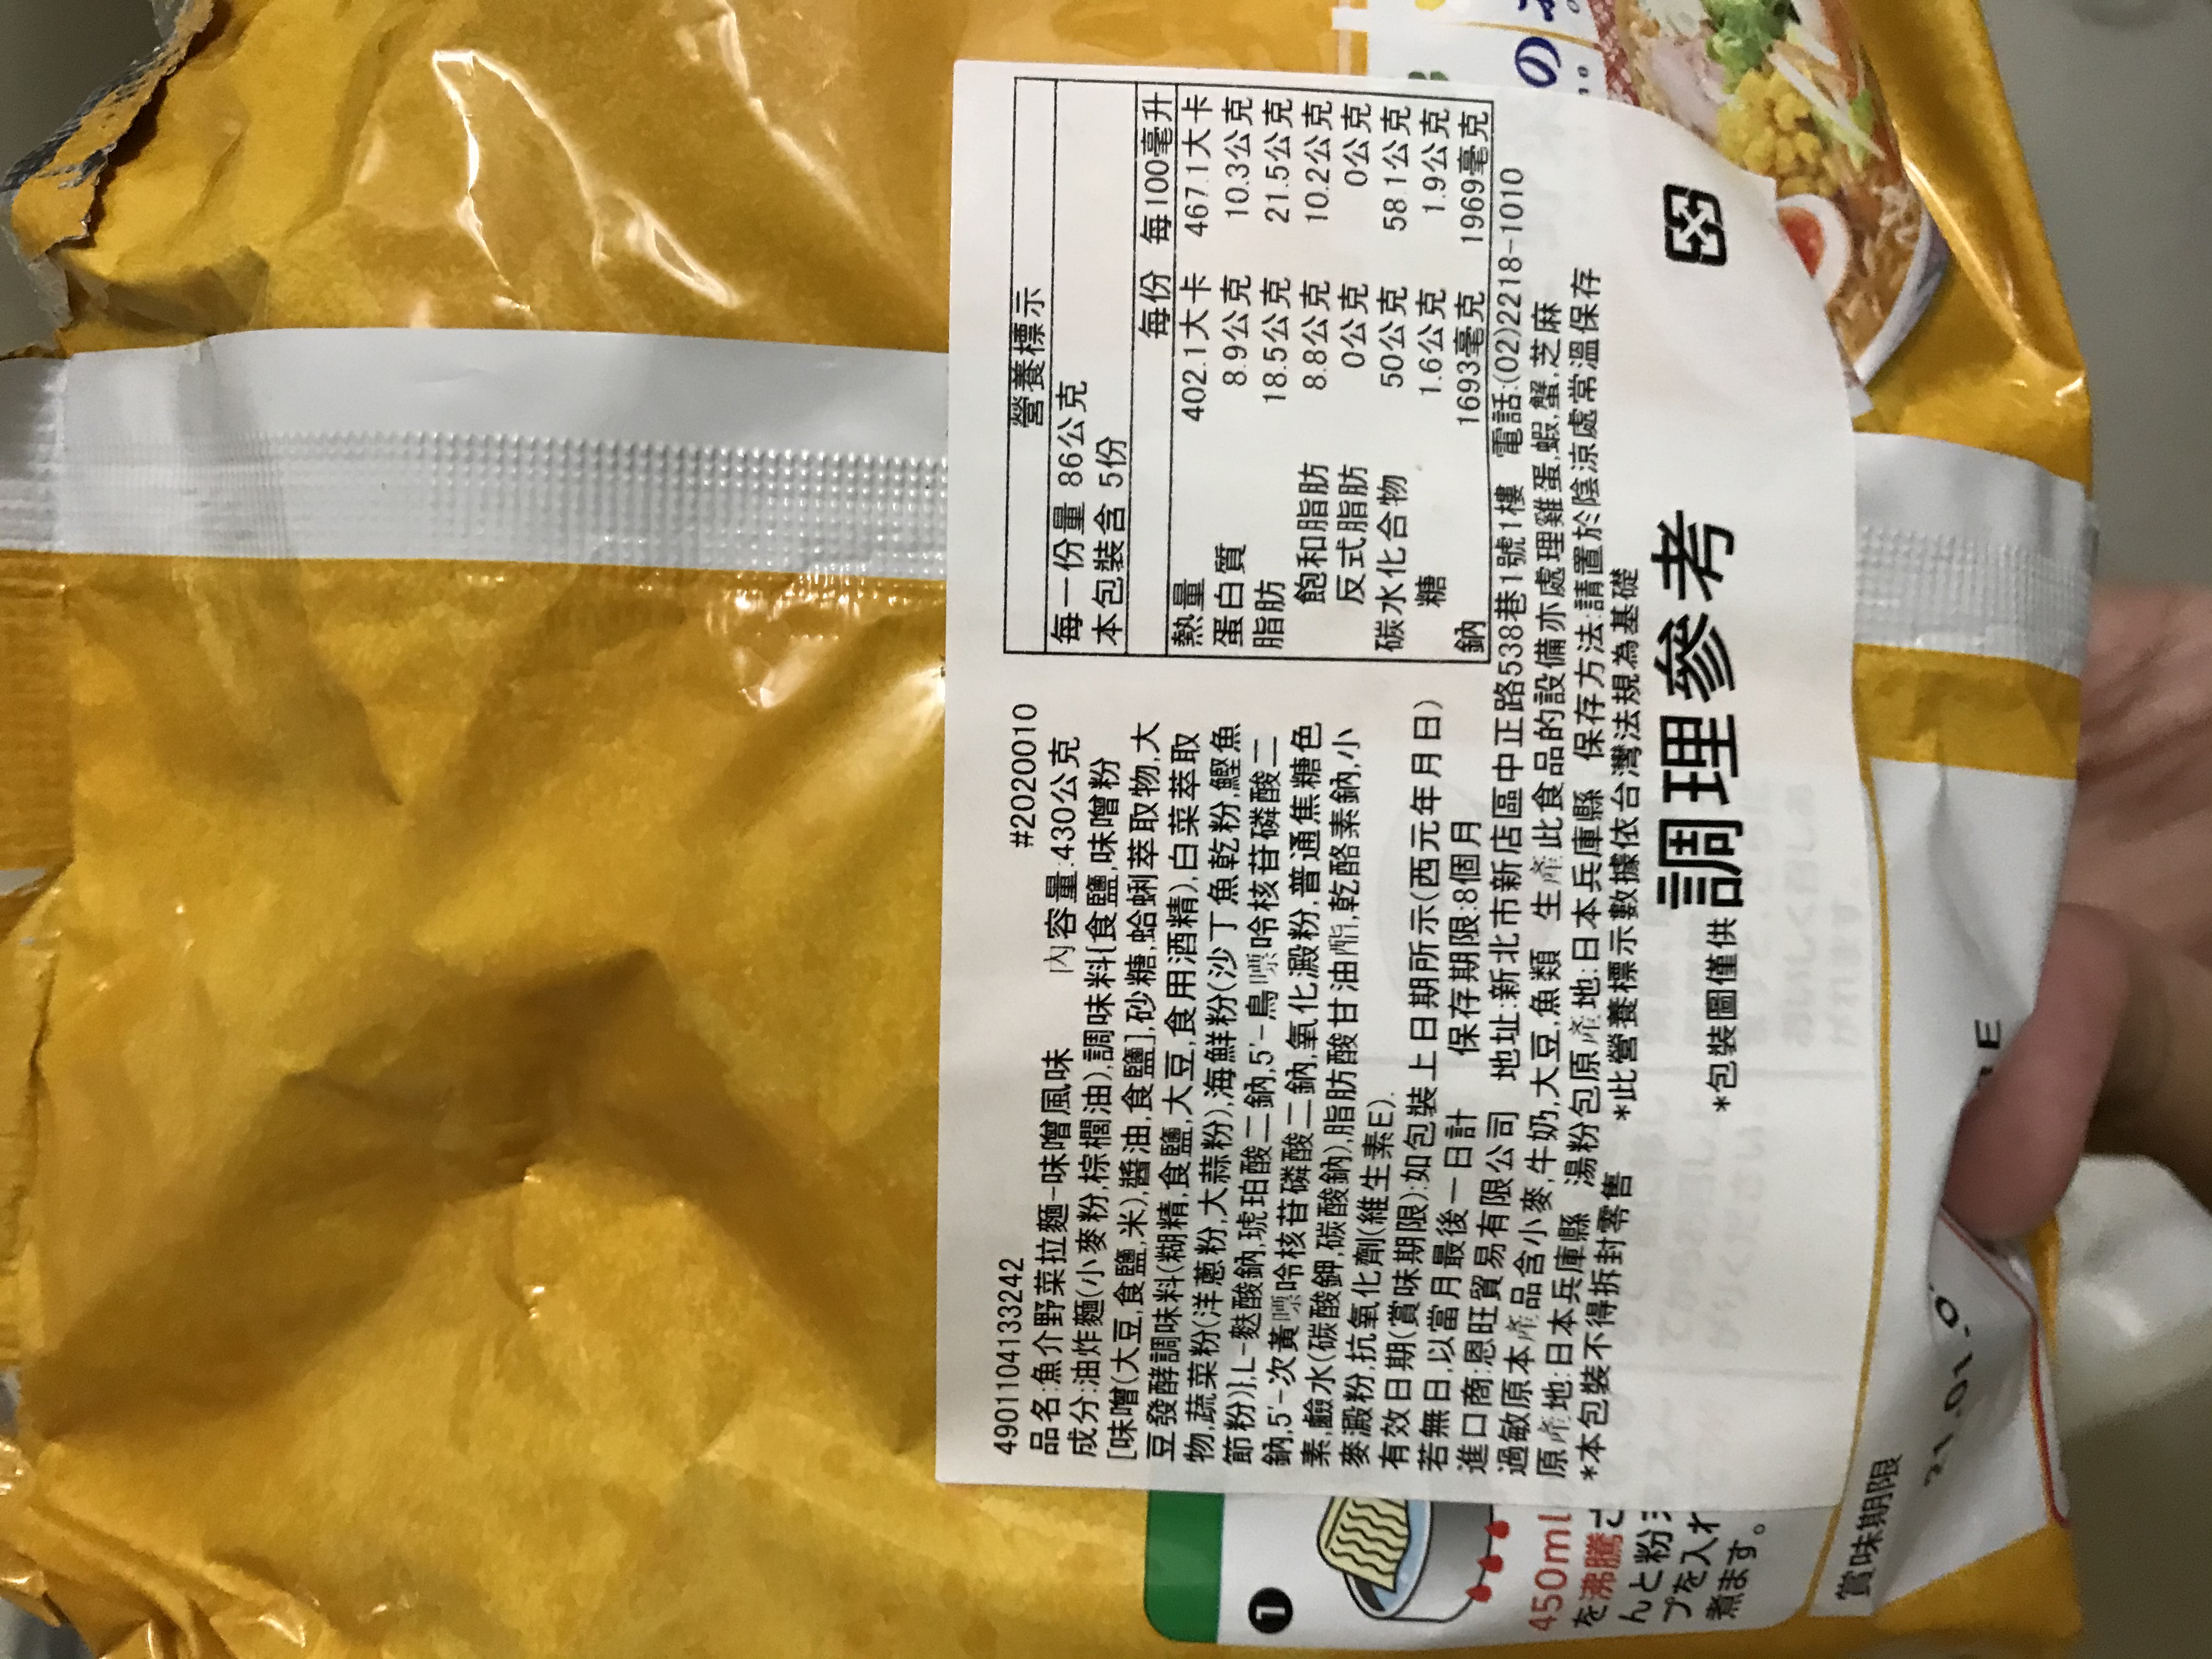 4901104133242 #2020010
品名:魚介野菜拉麵-味噌風味 內容量:430公克
成分:油炸麵(小麥粉,棕櫚油),調味料{食鹽,味噌粉
[味噌(大豆,食鹽,米),醬油,食鹽],砂糖,蛤蜊萃取物,大
豆發酵調味料(糊精,食鹽,大豆,食用酒精),白菜萃取
物,蔬菜粉(洋蔥粉,大蒜粉),海鮮粉(沙丁魚乾粉,鰹魚
節粉)},L-麩酸鈉,琥珀酸二鈉,5'-鳥嘌呤核苷磷酸二
鈉,5'-次黃嘌呤核苷磷酸二鈉,氧化澱粉,普通焦糖色
素,鹼水(碳酸鉀,碳酸鈉),脂肪酸甘油酯,乾酪素鈉,小
麥澱粉,抗氧化劑(維生素E).
有效日期(賞味期限):如包裝上日期所示(西元年月日)
若無日,以當月最後一日計 保存期限:8個月
進口商:恩旺貿易有限公司 地址:新北市新店區中正路538巷1號1樓 電話:(02)2218-1010
過敏原本產品含小麥,牛奶,大豆,魚類 生產此食品的設備亦處理雞蛋,蝦,蟹,芝麻
原產地:日本兵庫縣 湯粉包原產地:日本兵庫縣 保存方法:請置於陰涼處常溫保存
*本包裝不得拆封零售 *此營養標示數據依台灣法規為基礎
*包裝圖僅供調理參考
營養標示
每一份量 86公克
本包裝含 5份
每份 每100毫升
熱量 402.1大卡 467.1大卡
蛋白質 8.9公克 10.3公克
脂肪 18.5公克 21.5公克
飽和脂肪 8.8公克 10.2公克
反式脂肪 0公克 0公克
碳水化合物 50公克 58.1公克
糖 1.6公克 1.9公克
鈉 1693毫克 1969毫克
の
1
450ml
を沸騰さ
んと粉ミ
プを入れ
煮ます。
賞味期限
21.01.0
E